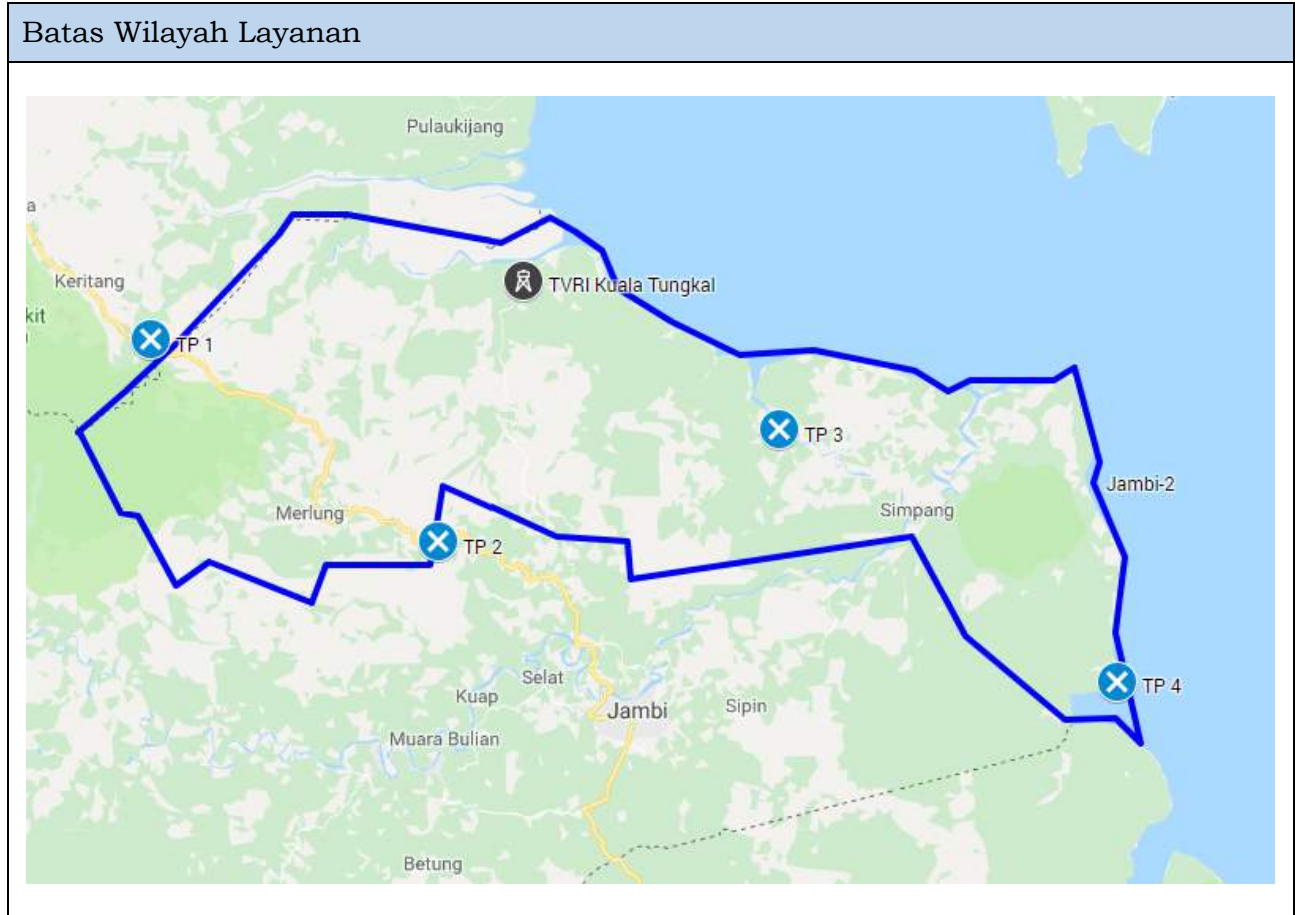 Batas Wilayah Layanan
Pulaukijang
a
Keritang
kit
TVRI Kuala Tungkal
TP 1
TP 3
Jambi-2
Merlung
Simpang
TP 2
Selat
Kuap
Jambi
Sipin
TP 4
Muara Bulian
Betung